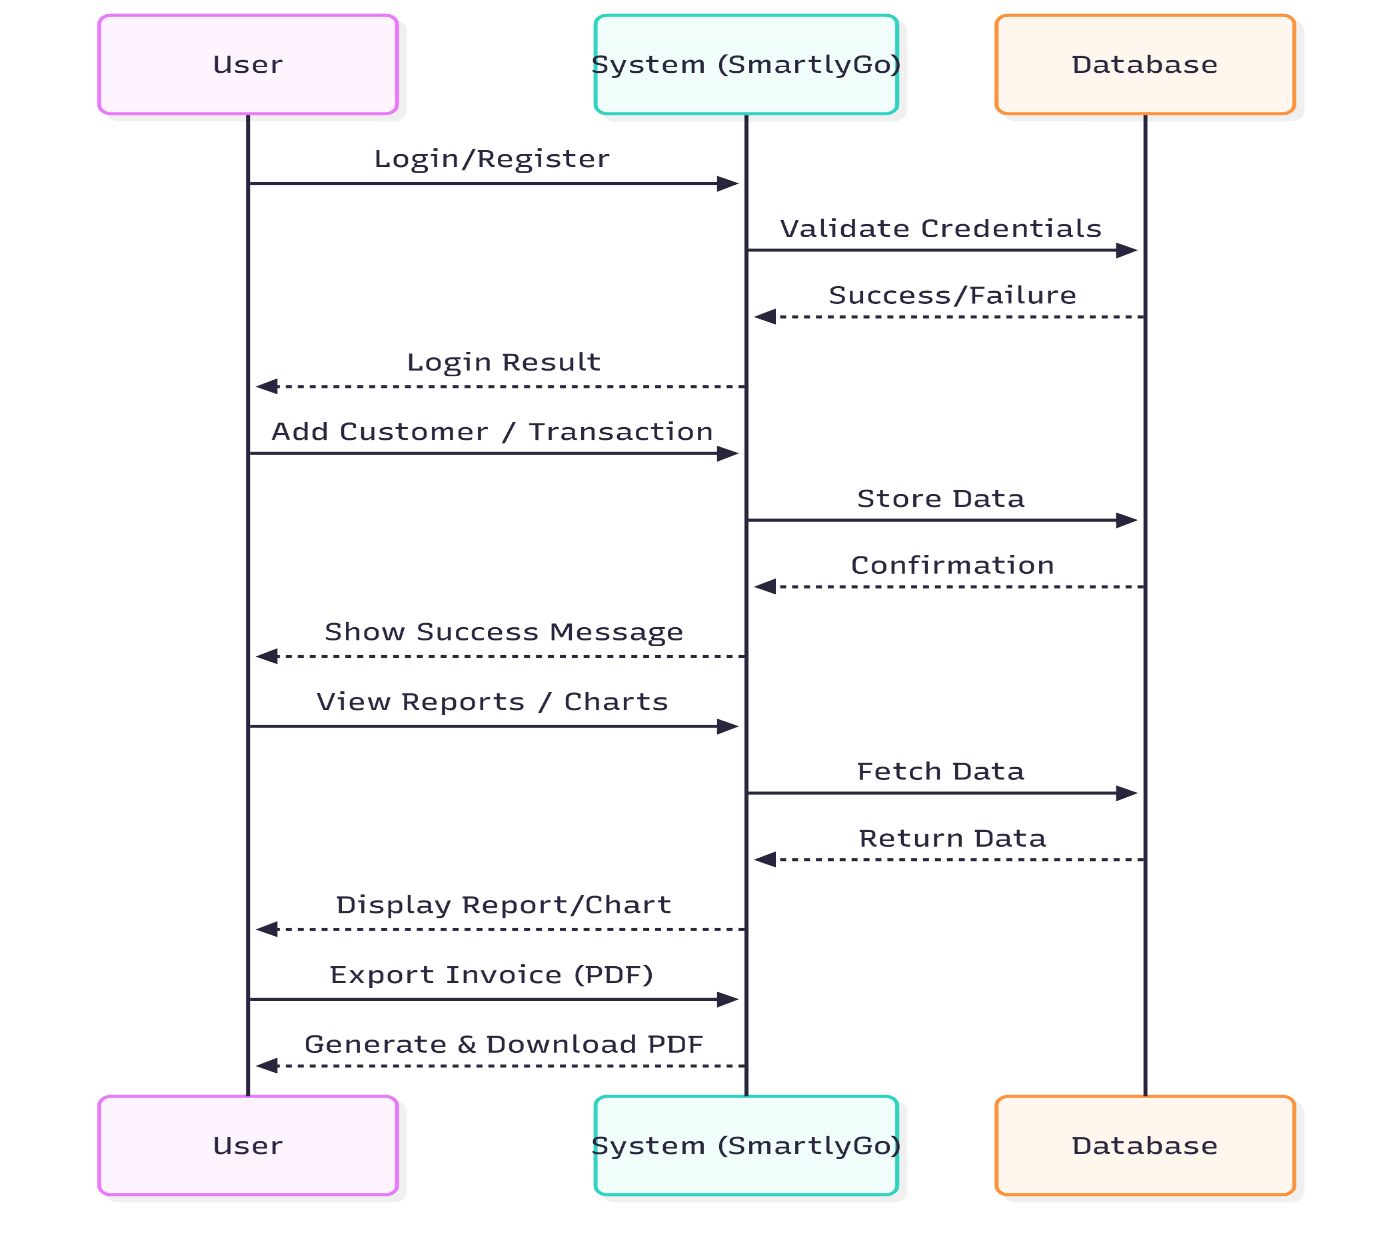 User
System (SmartlyGo)
Database
Login/Register
Validate Credentials
Success/Failure
Login Result
Add Customer / Transaction
Store Data
Confirmation
Show Success Message
View Reports / Charts
Fetch Data
Return Data
Display Report/Chart
Export Invoice (PDF)
Generate & Download PDF
User
System (SmartlyGo)
Database